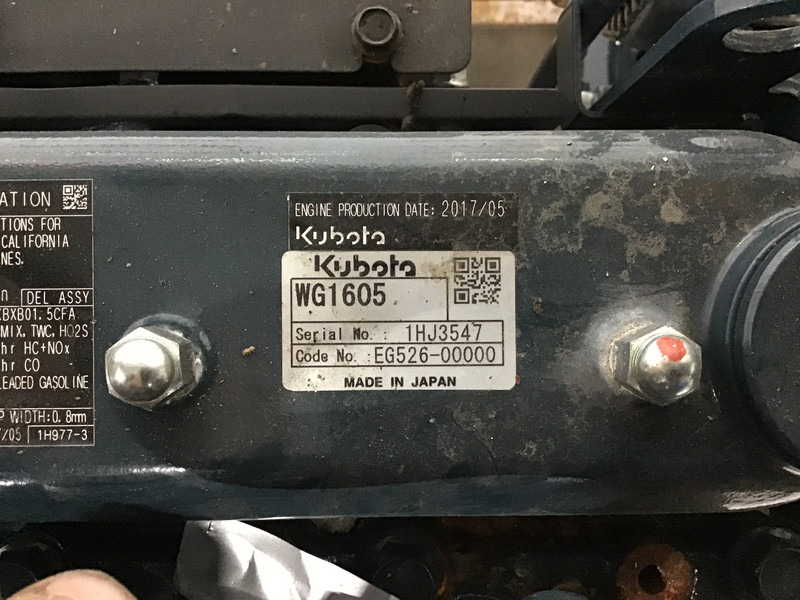 ATION
TIONS FOR
CALIFORNIA
NES.
DEL ASSY
BXB01. 5CFA
MIX, TWC, HO2S
hr HC+NOx
hr CO
LEADED GASOLINE
P WIDTH:0.8mm
/05 1H977-3
ENGINE PRODUCTION DATE: 2017/05
Kubota
Kubota
WG1605
Serial No. : 1HJ3547
Code No. : EG526-00000
MADE IN JAPAN